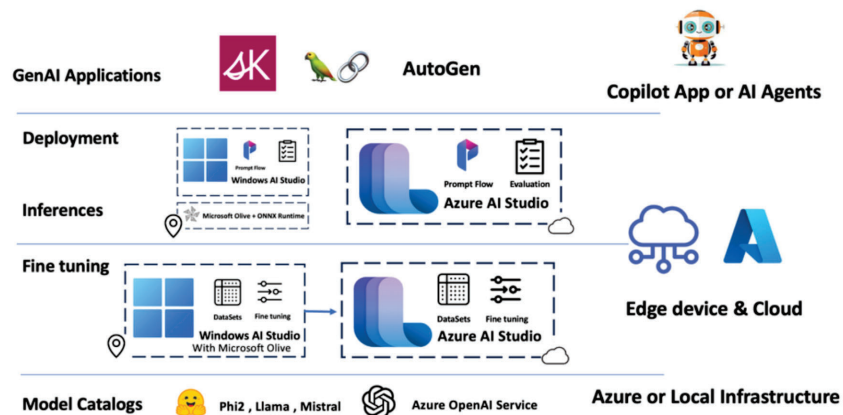 GenAI Applications
SK
AutoGen
Copilot App or AI Agents
Deployment
Prompt Flow
Windows AI Studio
Prompt Flow
Evaluation
Azure AI Studio
Inferences
Microsoft Olive + ONNX Runtime
Fine tuning
DataSets
Fine tuning
Windows AI Studio
With Microsoft Olive
DataSets
Fine tuning
Azure AI Studio
Edge device & Cloud
Model Catalogs
Phi2 , Llama , Mistral
Azure OpenAI Service
Azure or Local Infrastructure